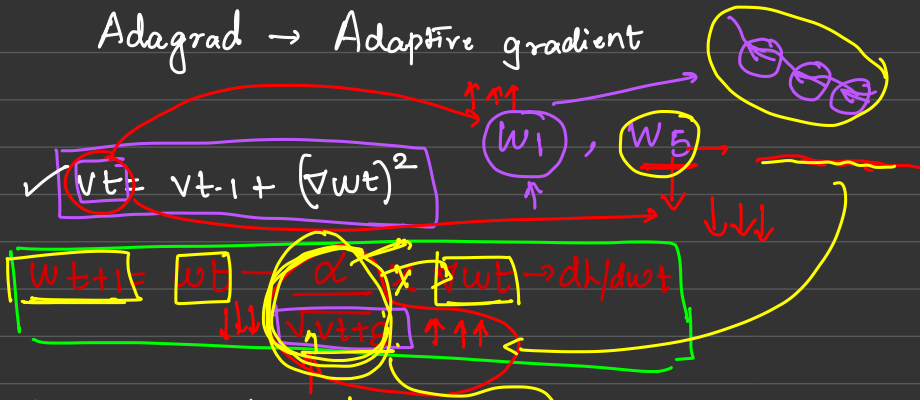 Adagrad → Adaptive gradient
W1 , W5
vt = vt-1 + (∇wt)²
wt+1 = wt - α/√vt+ε × ∇wt → dL/dwt